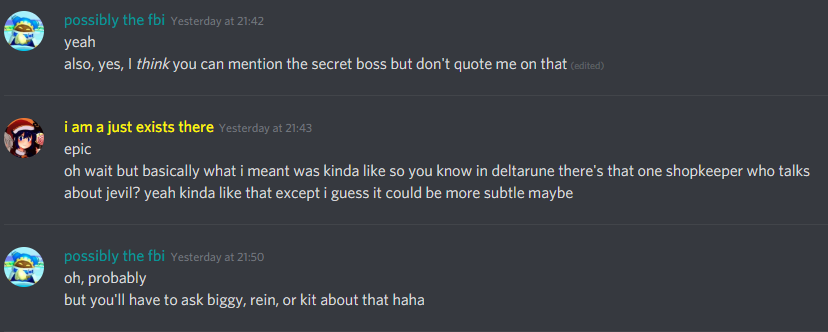 possibly the fbi Yesterday at 21:42
yeah
also, yes, I think you can mention the secret boss but don't quote me on that (edited)
i am a just exists there Yesterday at 21:43
epic
oh wait but basically what i meant was kinda like so you know in deltarune there's that one shopkeeper who talks
about jevil? yeah kinda like that except i guess it could be more subtle maybe
possibly the fbi Yesterday at 21:50
oh, probably
but you'll have to ask biggy, rein, or kit about that haha